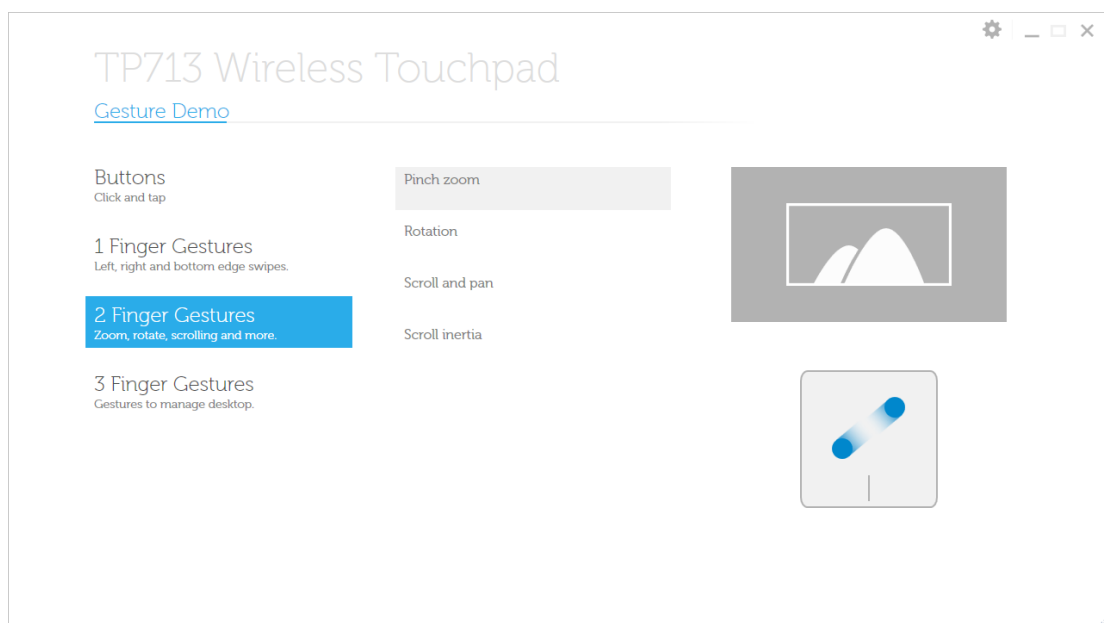 TP713 Wireless Touchpad
Gesture Demo
Buttons
Click and tap
1 Finger Gestures
Left, right and bottom edge swipes.
2 Finger Gestures
Zoom, rotate, scrolling and more.
3 Finger Gestures
Gestures to manage desktop.
Pinch zoom
Rotation
Scroll and pan
Scroll inertia